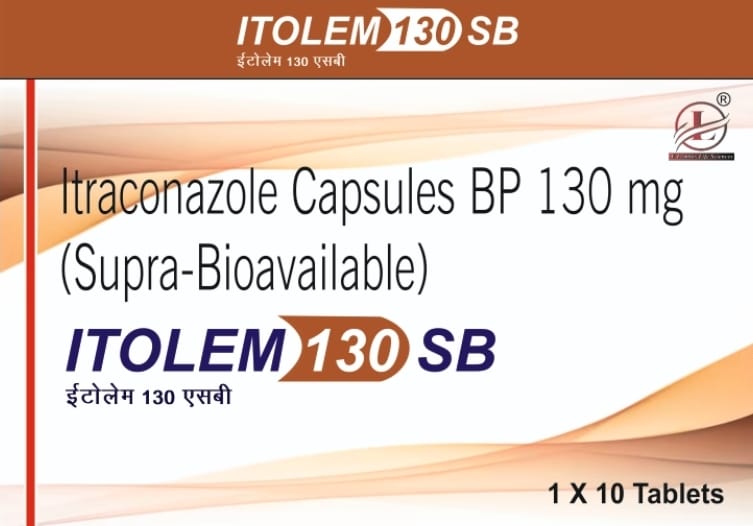 ITOLEM 130 SB
ईटोलेम 130 एसबी
®
Itraconazole Capsules BP 130 mg
(Supra-Bioavailable)
ITOLEM 130 SB
ईटोलेम 130 एसबी
1 X 10 Tablets